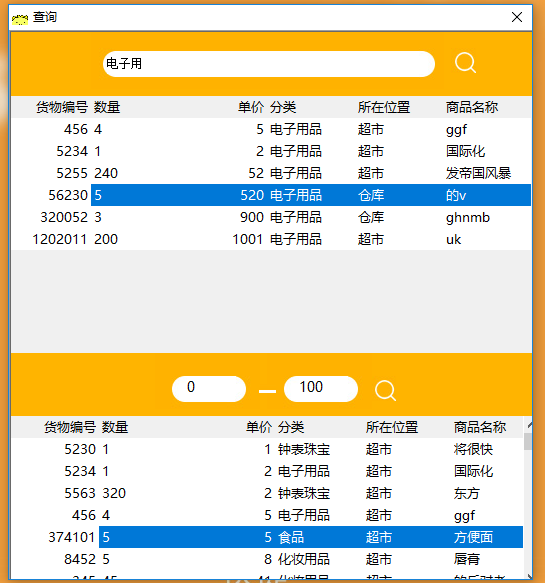 查询
电子用
货物编号 数量 单价 分类 所在位置 商品名称
456 4 5 电子用品 超市 ggf
5234 1 2 电子用品 超市 国际化
5255 240 52 电子用品 超市 发帝国风暴
56230 5 520 电子用品 仓库 的v
320052 3 900 电子用品 仓库 ghnmb
1202011 200 1001 电子用品 超市 uk
0 100
货物编号 数量 单价 分类 所在位置 商品名称
5230 1 1 钟表珠宝 超市 将很快
5234 1 2 电子用品 超市 国际化
5563 320 2 钟表珠宝 超市 东方
456 4 5 电子用品 超市 ggf
374101 5 5 食品 超市 方便面
8452 5 8 化妆用品 超市 唇膏
245 45 化妆用品 超市